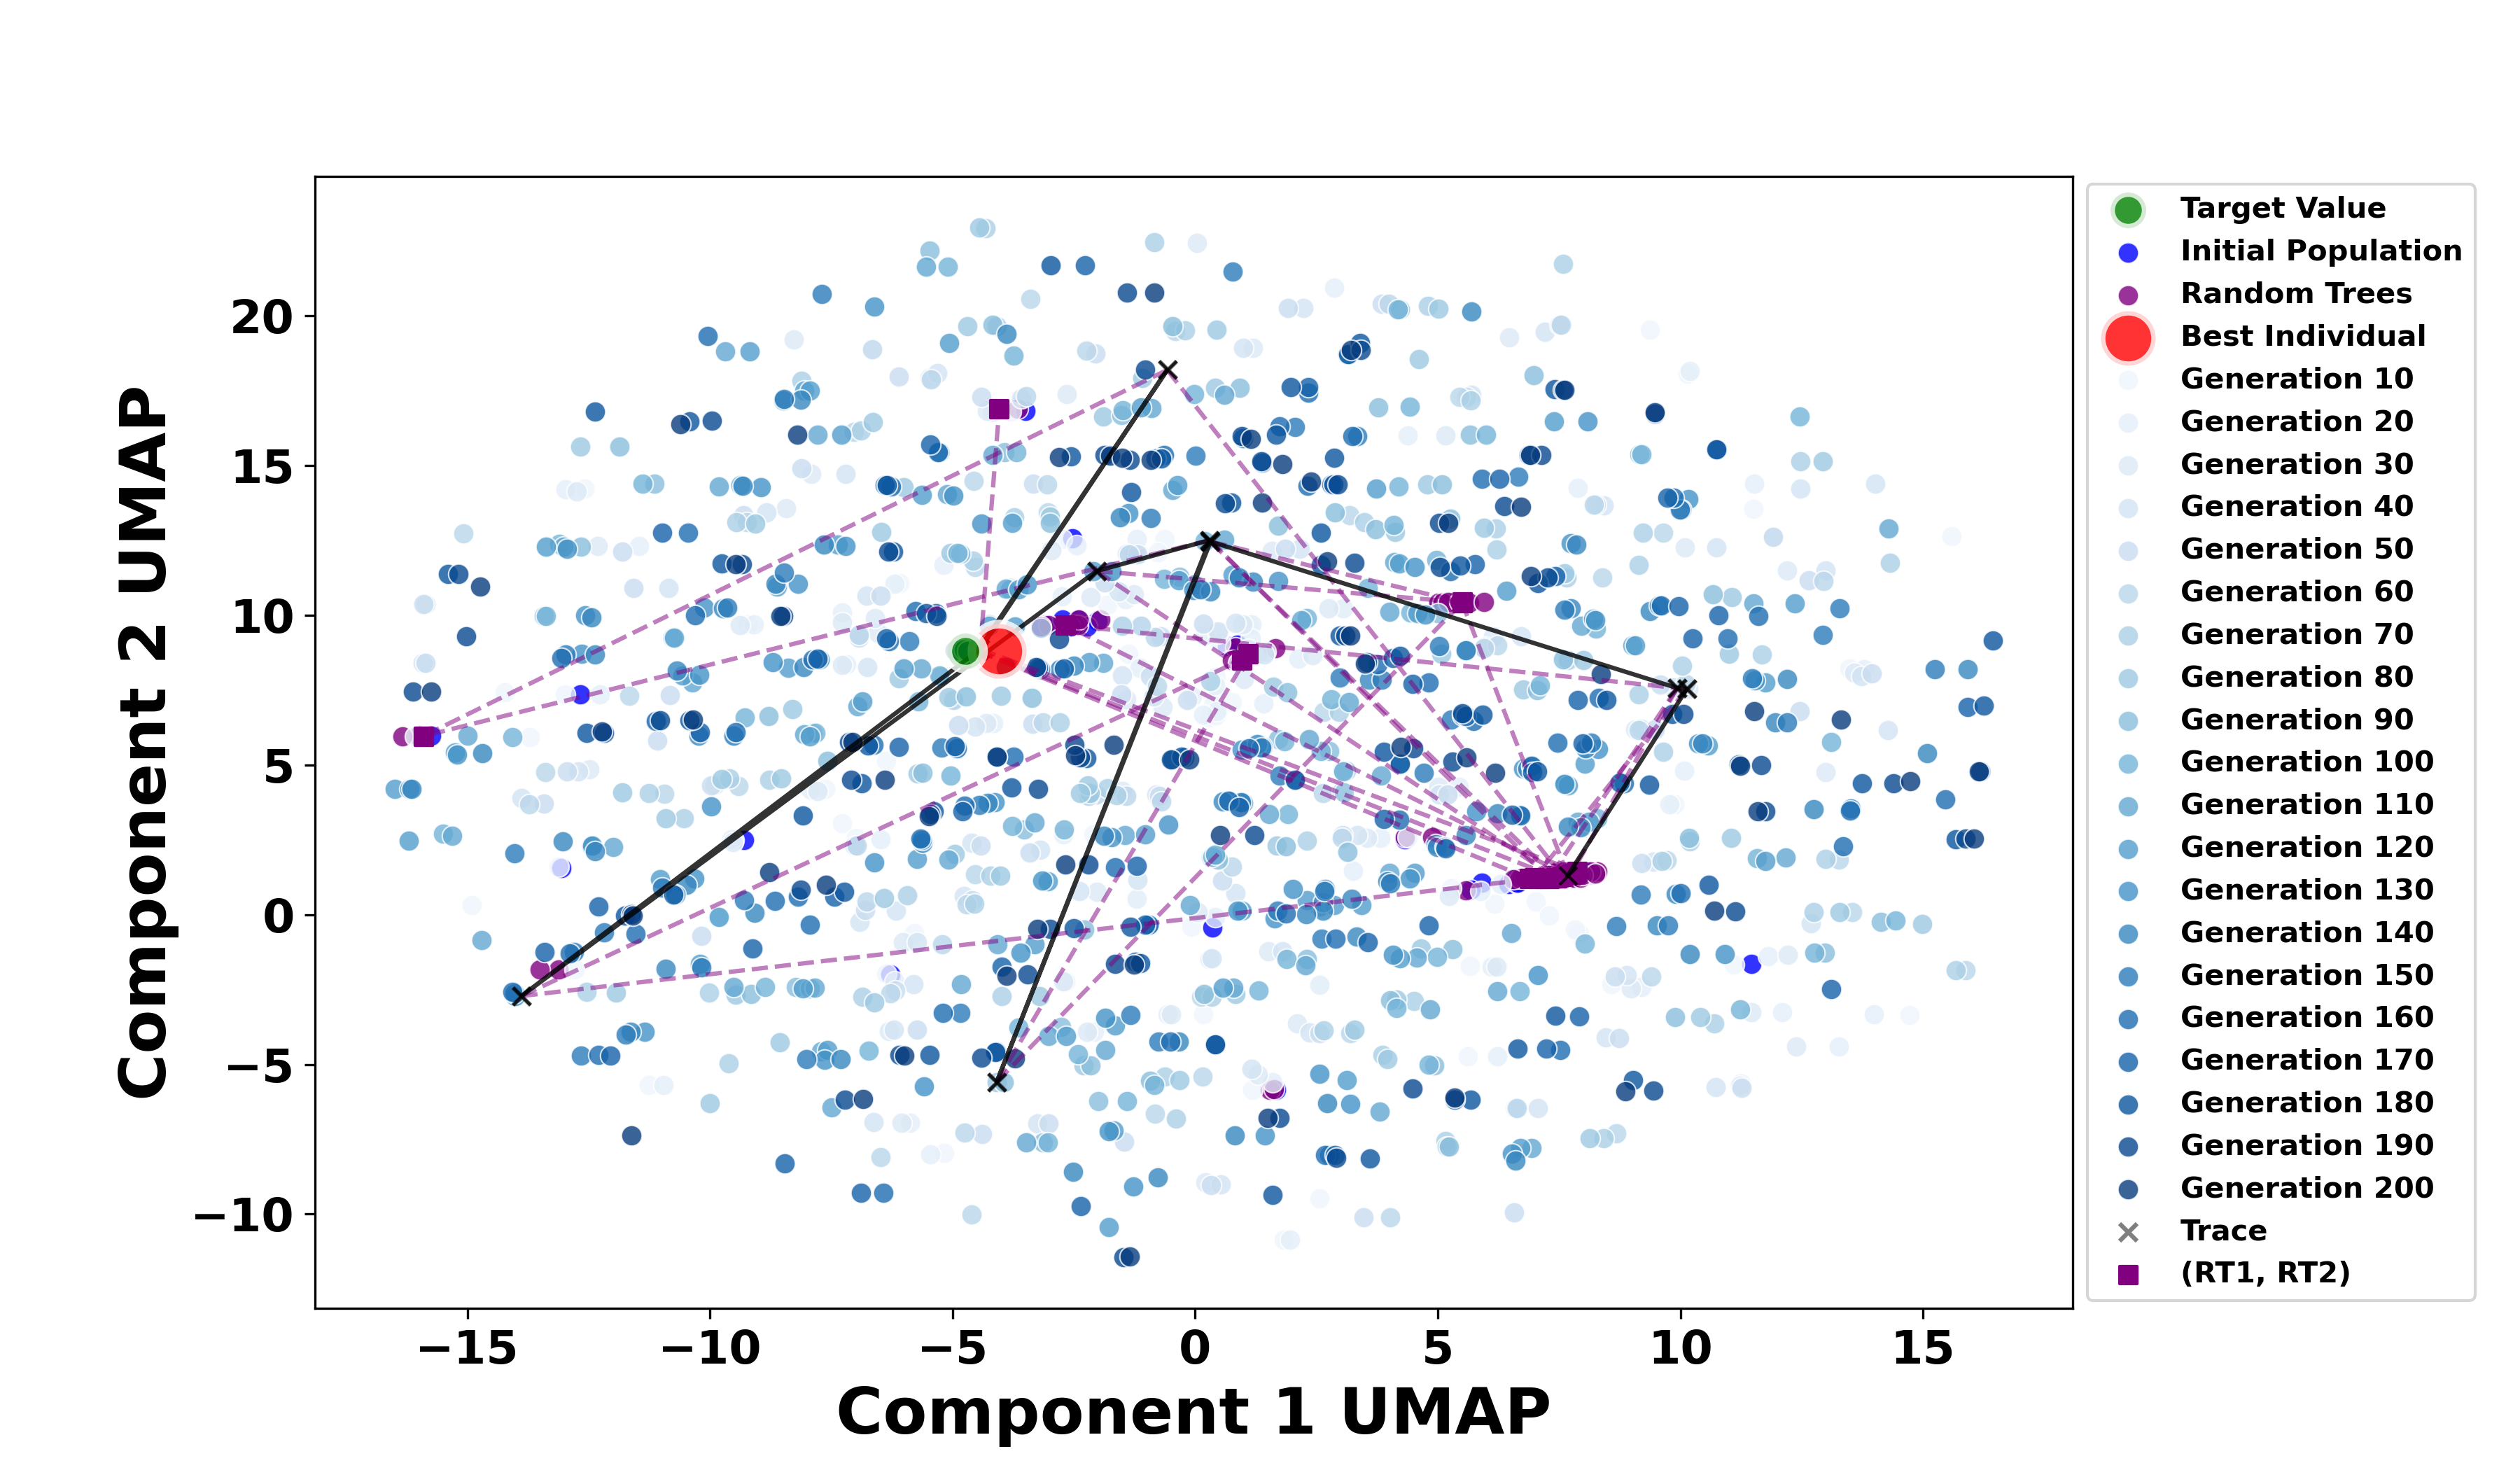 Component 2 UMAP
20
15
10
5
0
−5
−10
−15
−10
−5
0
5
10
15
Component 1 UMAP
Target Value
Initial Population
Random Trees
Best Individual
Generation 10
Generation 20
Generation 30
Generation 40
Generation 50
Generation 60
Generation 70
Generation 80
Generation 90
Generation 100
Generation 110
Generation 120
Generation 130
Generation 140
Generation 150
Generation 160
Generation 170
Generation 180
Generation 190
Generation 200
Trace
(RT1, RT2)